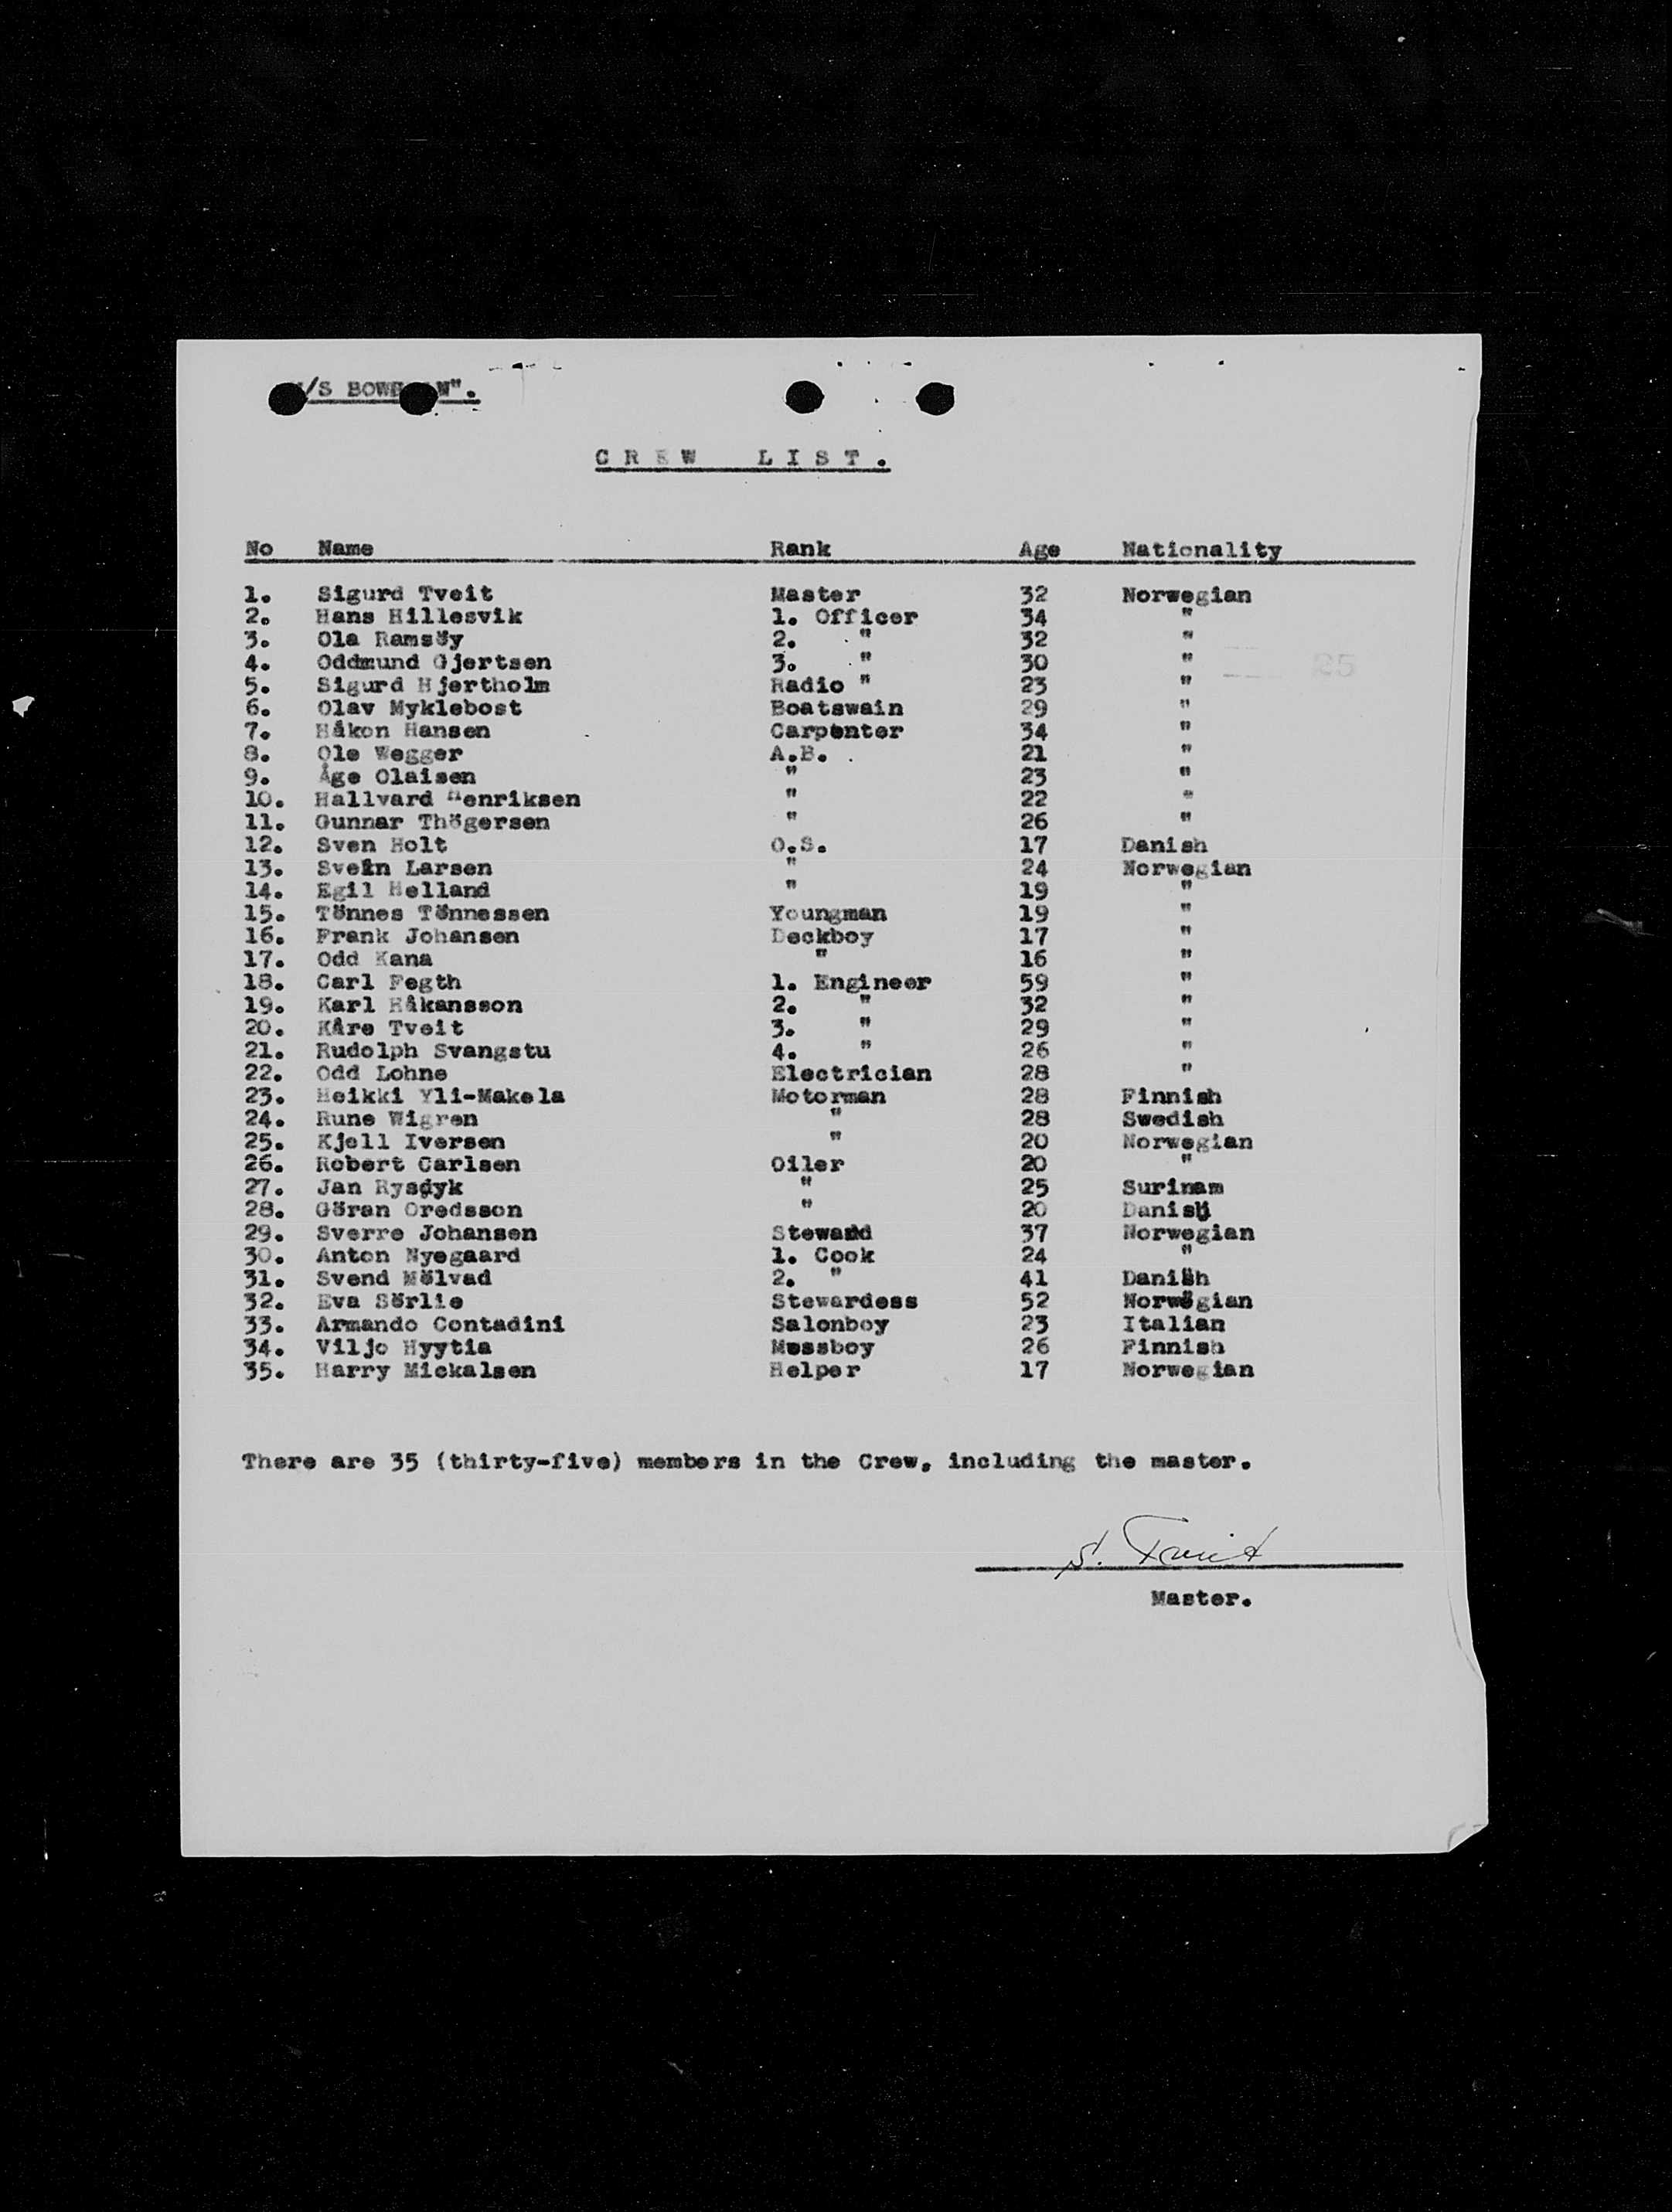 /S BOW N".
CREW LIST.
No Name Rank Age Nationality
1. Sigurd Tveit Master 32 Norwegian
2. Hans Hillesvik 1. Officer 34 "
3. Ola Ramsöy 2. " 32 "
4. Oddmund Gjertsen 3. " 30 "
5. Sigurd Hjertholm Radio " 23 "
6. Olav Myklebost Boatswain 29 "
7. Håkon Hansen Carpenter 34 "
8. Ole Wegger A.B. 21 "
9. Åge Olaisen " 23 "
10. Hallvard Henriksen " 22 "
11. Gunnar Thögersen " 26 "
12. Sven Holt O.S. 17 Danish
13. Svein Larsen " 24 Norwegian
14. Egil Helland " 19 "
15. Tönnes Tönnessen Youngman 19 "
16. Frank Johansen Deckboy 17 "
17. Odd Kana " 16 "
18. Carl Fegth 1. Engineer 59 "
19. Karl Håkansson 2. " 32 "
20. Kåre Tveit 3. " 29 "
21. Rudolph Svangstu 4. " 26 "
22. Odd Lohne Electrician 28 "
23. Heikki Yli-Makela Motorman 28 Finnish
24. Rune Wigren " 28 Swedish
25. Kjell Iversen " 20 Norwegian
26. Robert Carlsen Oiler 20 "
27. Jan Rysdyk " 25 Surinam
28. Göran Oredsson " 20 Danish
29. Sverre Johansen Steward 37 Norwegian
30. Anton Nyegaard 1. Cook 24 "
31. Svend Mölvad 2. " 41 Danish
32. Eva Sörlie Stewardess 52 Norwegian
33. Armando Contadini Salonboy 23 Italian
34. Viljo Hyytia Messboy 26 Finnish
35. Harry Mickalsen Helper 17 Norwegian
There are 35 (thirty-five) members in the Crew, including the master.
S. Tveit
Master.